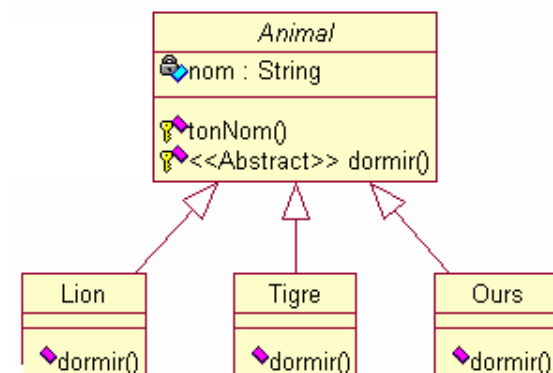 Animal
nom : String
tonNom()
<<Abstract>> dormir()
Lion
Tigre
Ours
dormir()
dormir()
dormir()